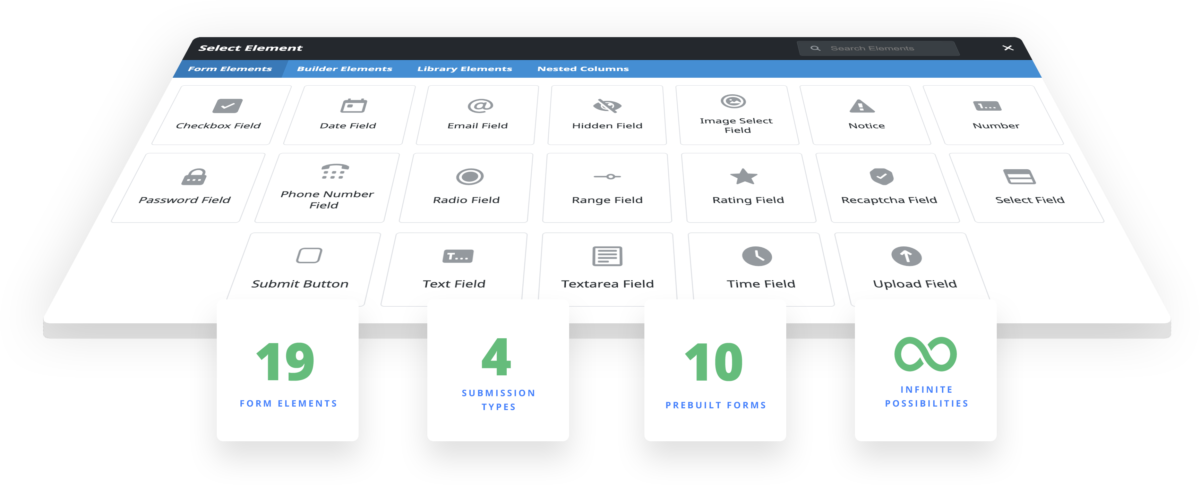 Select Element
Search Elements
Form Elements
Builder Elements
Library Elements
Nested Columns
Checkbox Field
Date Field
@
Email Field
Hidden Field
Image Select
Field
Notice
1...
Number
Password Field
Phone Number
Field
Radio Field
Range Field
Rating Field
Recaptcha Field
Select Field
Submit Button
T...
Text Field
Textarea Field
Time Field
Upload Field
19
FORM ELEMENTS
4
SUBMISSION
TYPES
10
PREBUILT FORMS
INFINITE
POSSIBILITIES